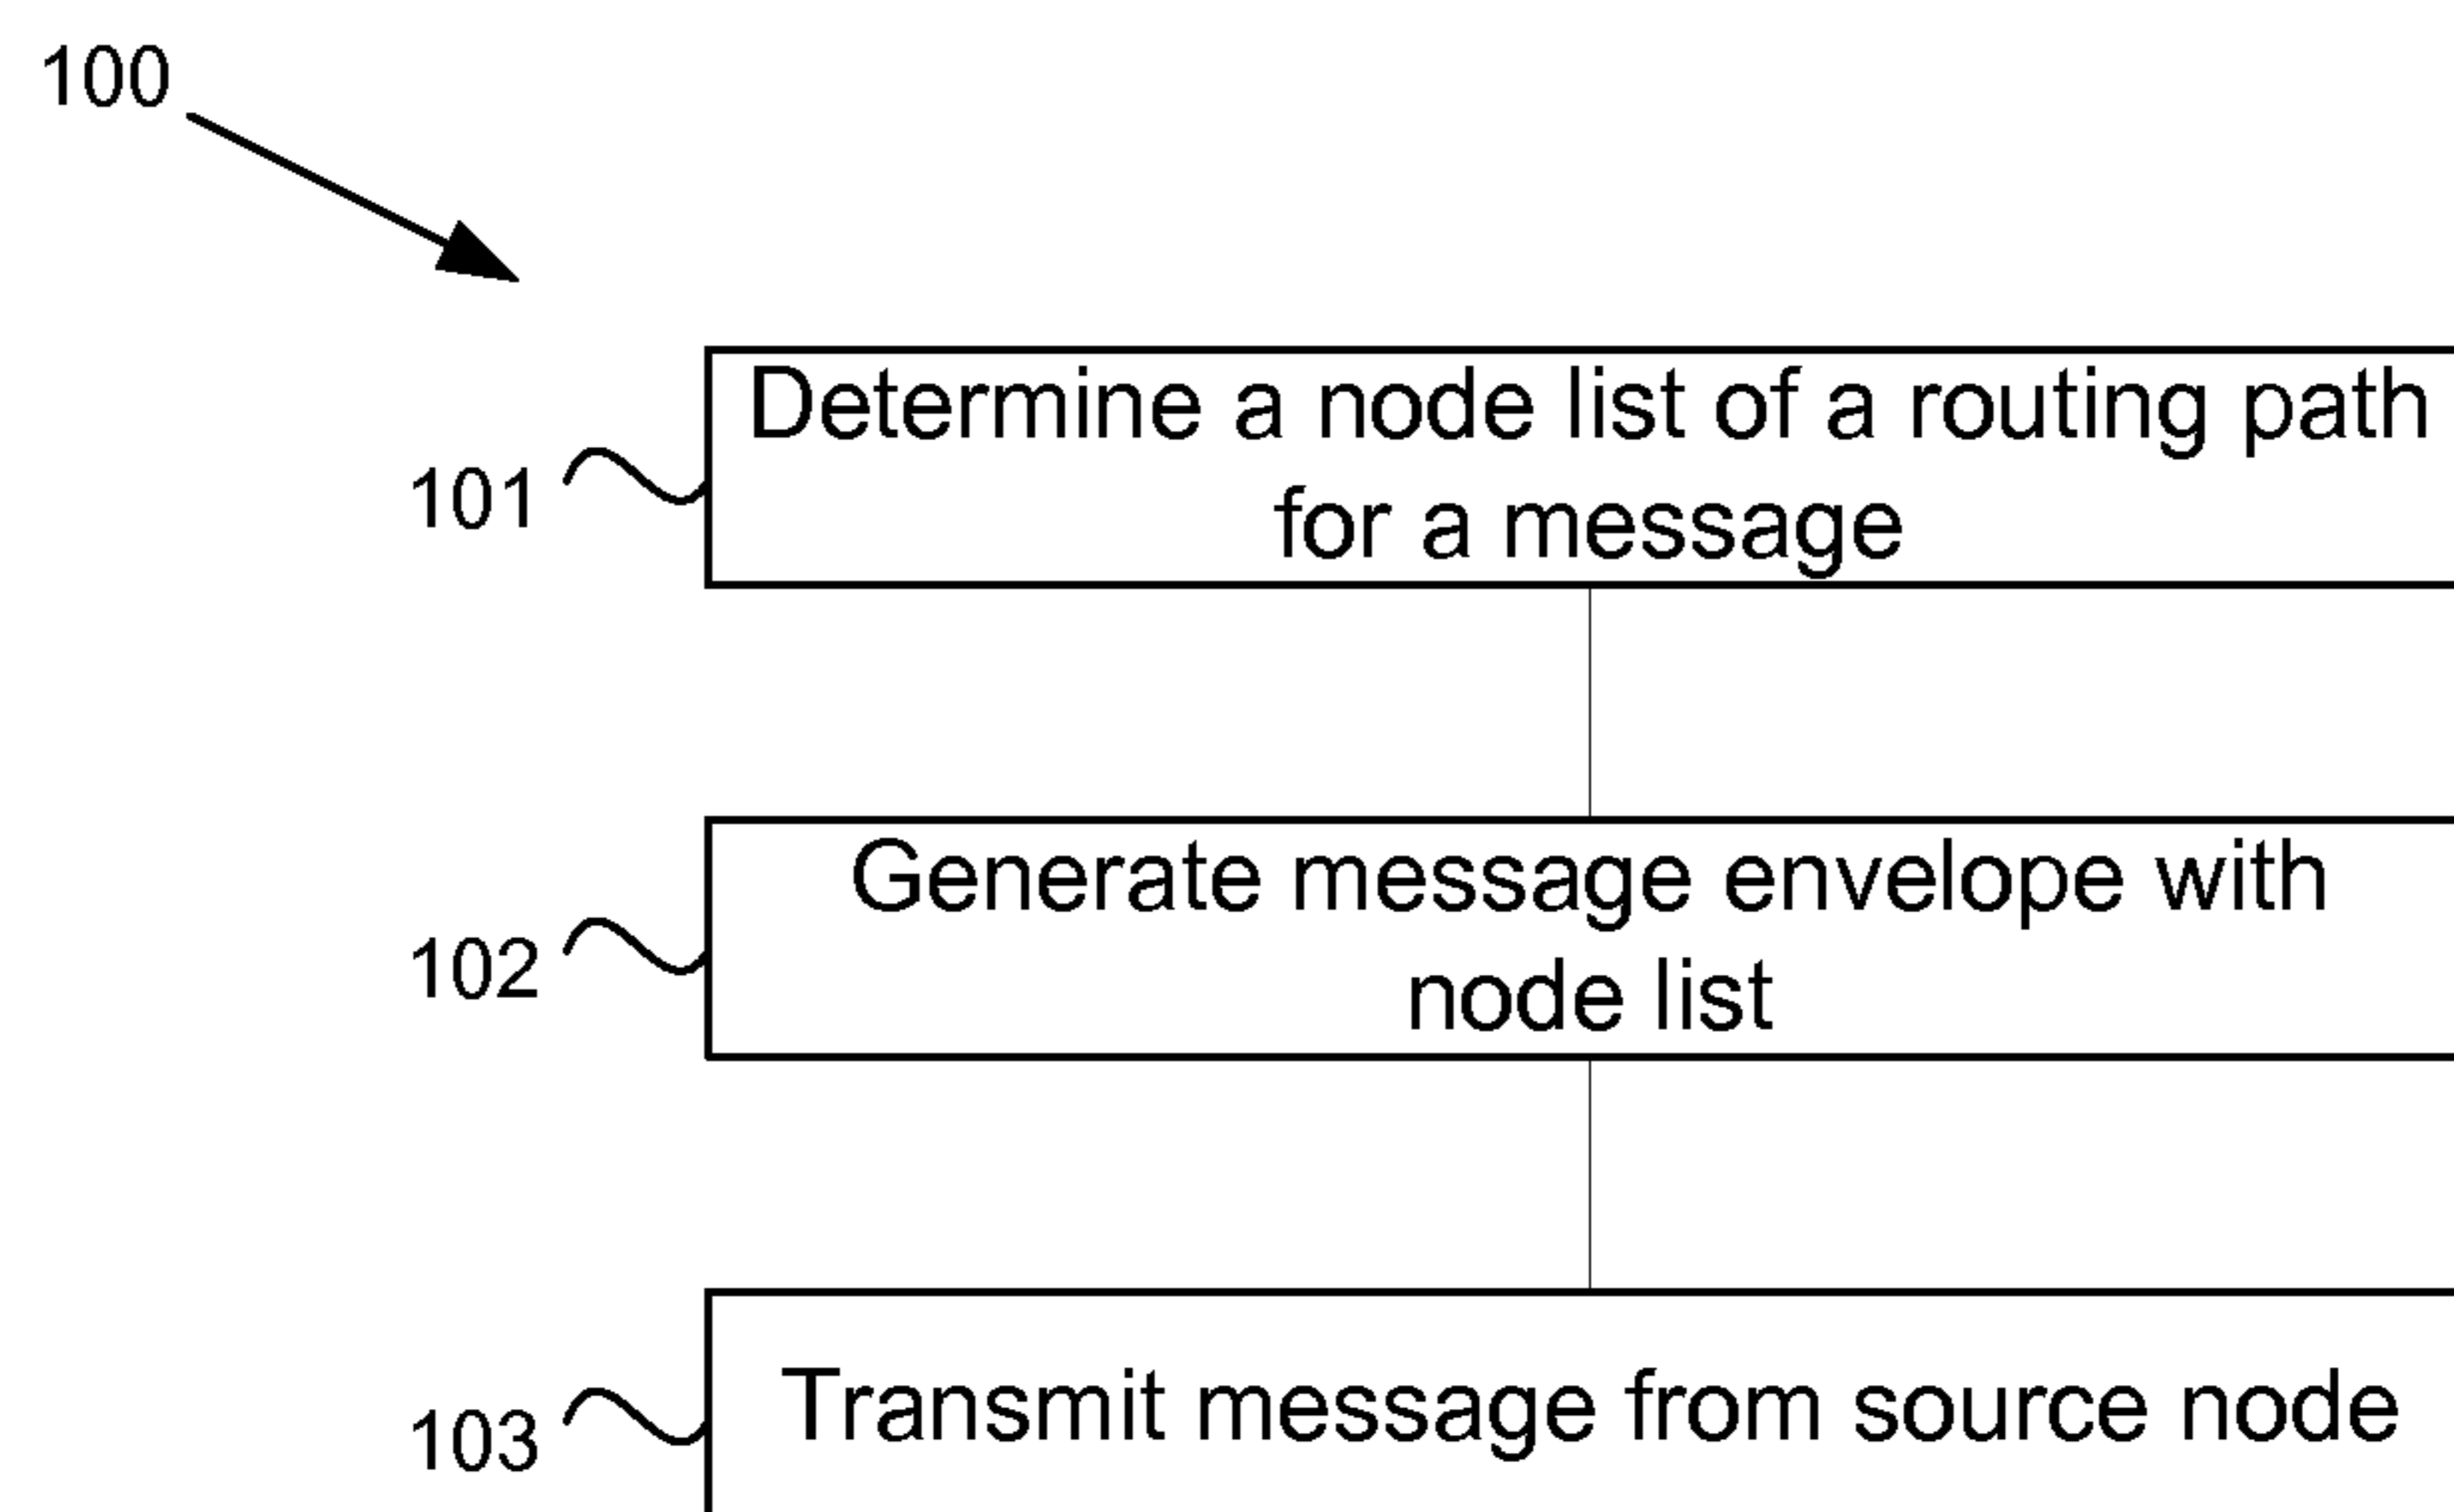 100
Determine a node list of a routing path
for a message
101
Generate message envelope with
node list
102
Transmit message from source node
103